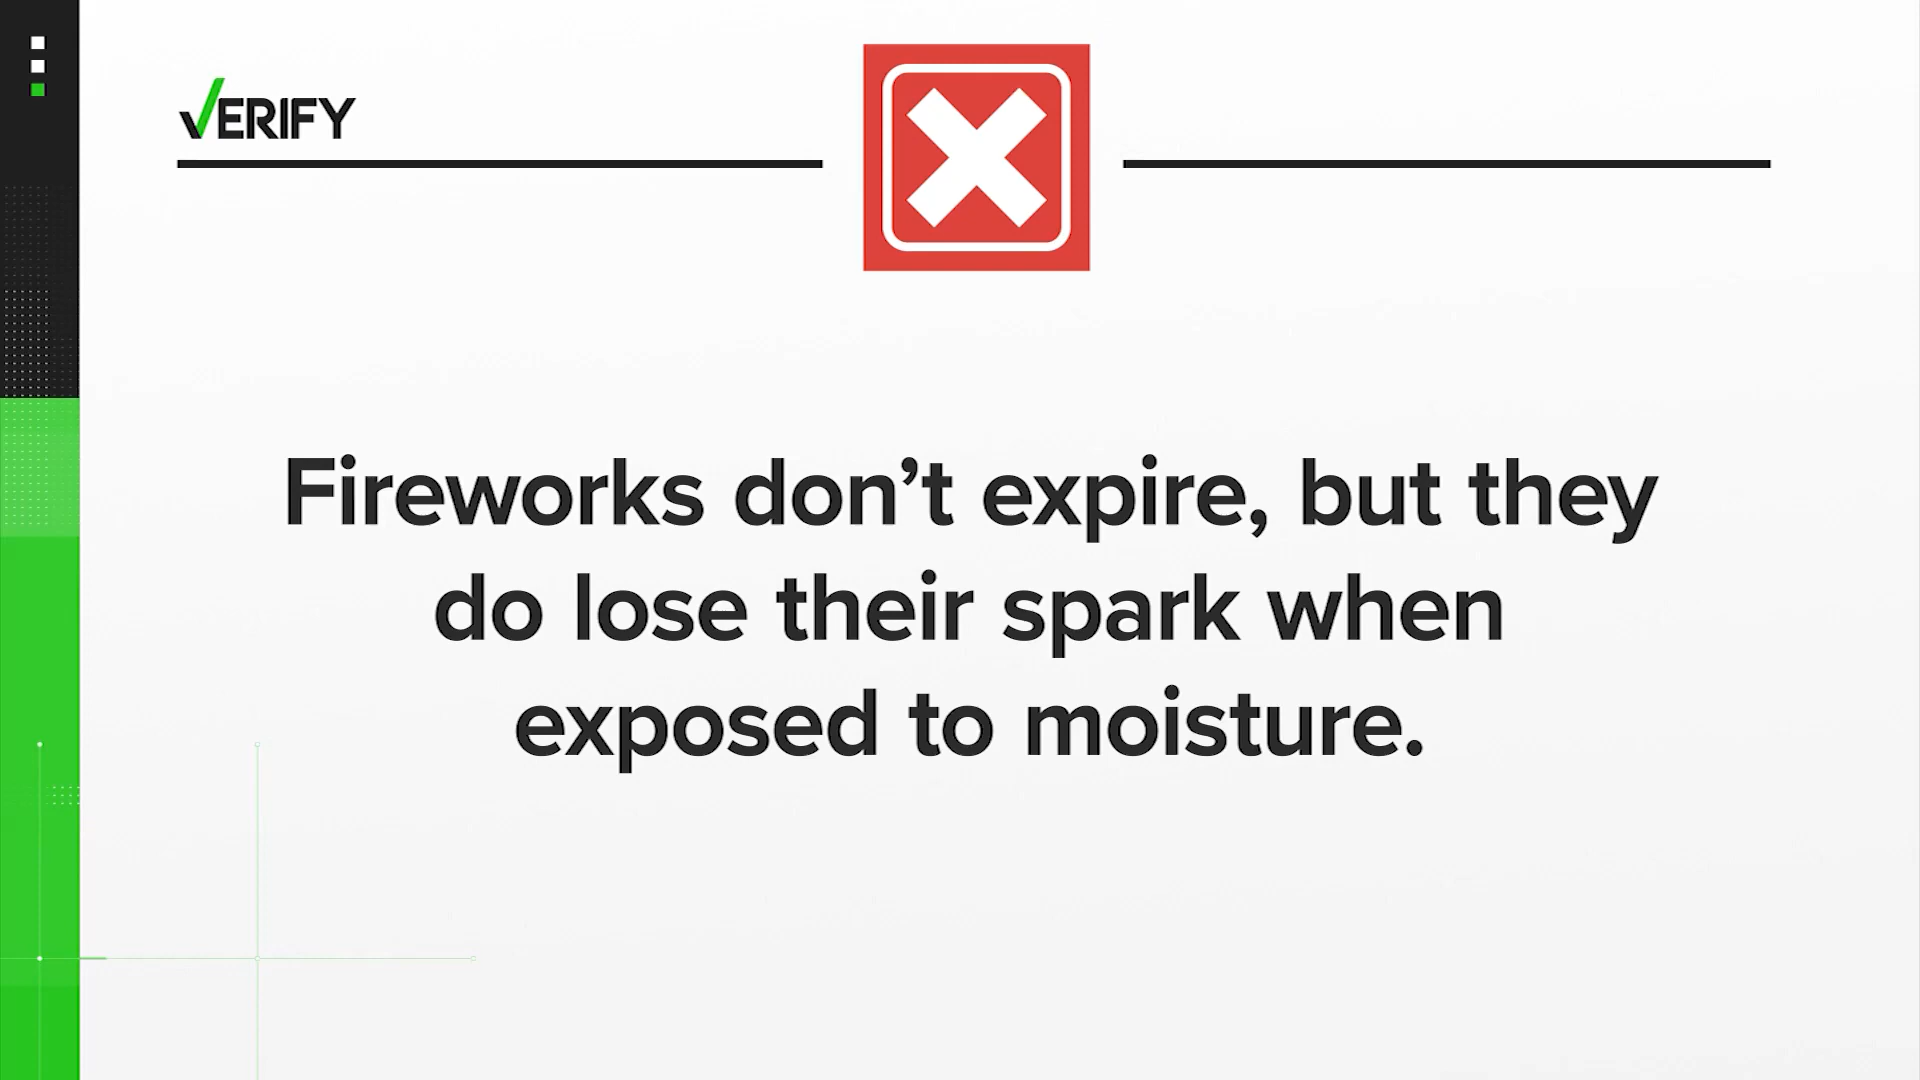 VERIFY
Fireworks don’t expire, but they
do lose their spark when
exposed to moisture.